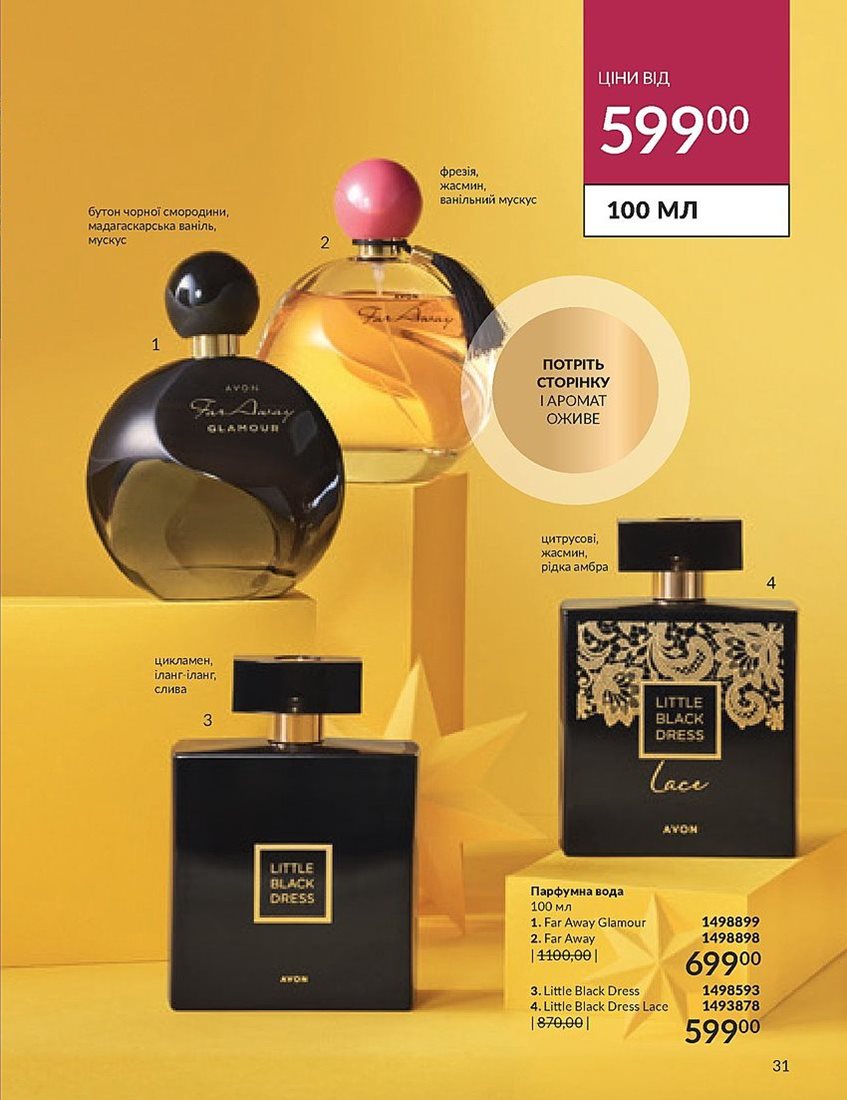 ЦІНИ ВІД
599⁰⁰
100 МЛ
фрезія,
жасмин,
ванільний мускус
бутон чорної смородини,
мадагаскарська ваніль,
мускус
2
1
AVON
Far Away
AVON
Far Away
GLAMOUR
ПОТРІТЬ
СТОРІНКУ
І АРОМАТ
ОЖИВЕ
цитрусові,
жасмин,
рідка амбра
4
LITTLE
BLACK
DRESS
Lace
AVON
цикламен,
іланг-іланг,
слива
3
LITTLE
BLACK
DRESS
AVON
Парфумна вода
100 мл
1. Far Away Glamour 1498899
2. Far Away 1498898
|1100,00| 699⁰⁰
3. Little Black Dress 1498593
4. Little Black Dress Lace 1493878
|870,00| 599⁰⁰
31